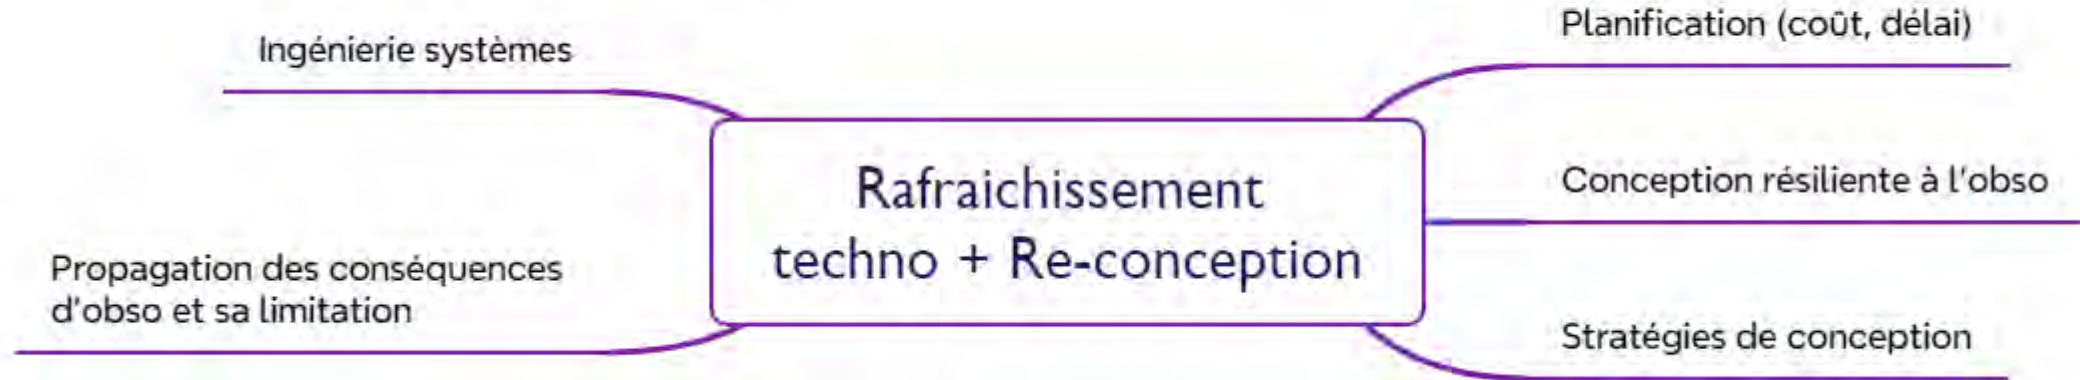 Ingénierie systèmes
Propagation des conséquences
d'obso et sa limitation
Rafraichissement
techno + Re-conception
Planification (coût, délai)
Conception résiliente à l'obso
Stratégies de conception